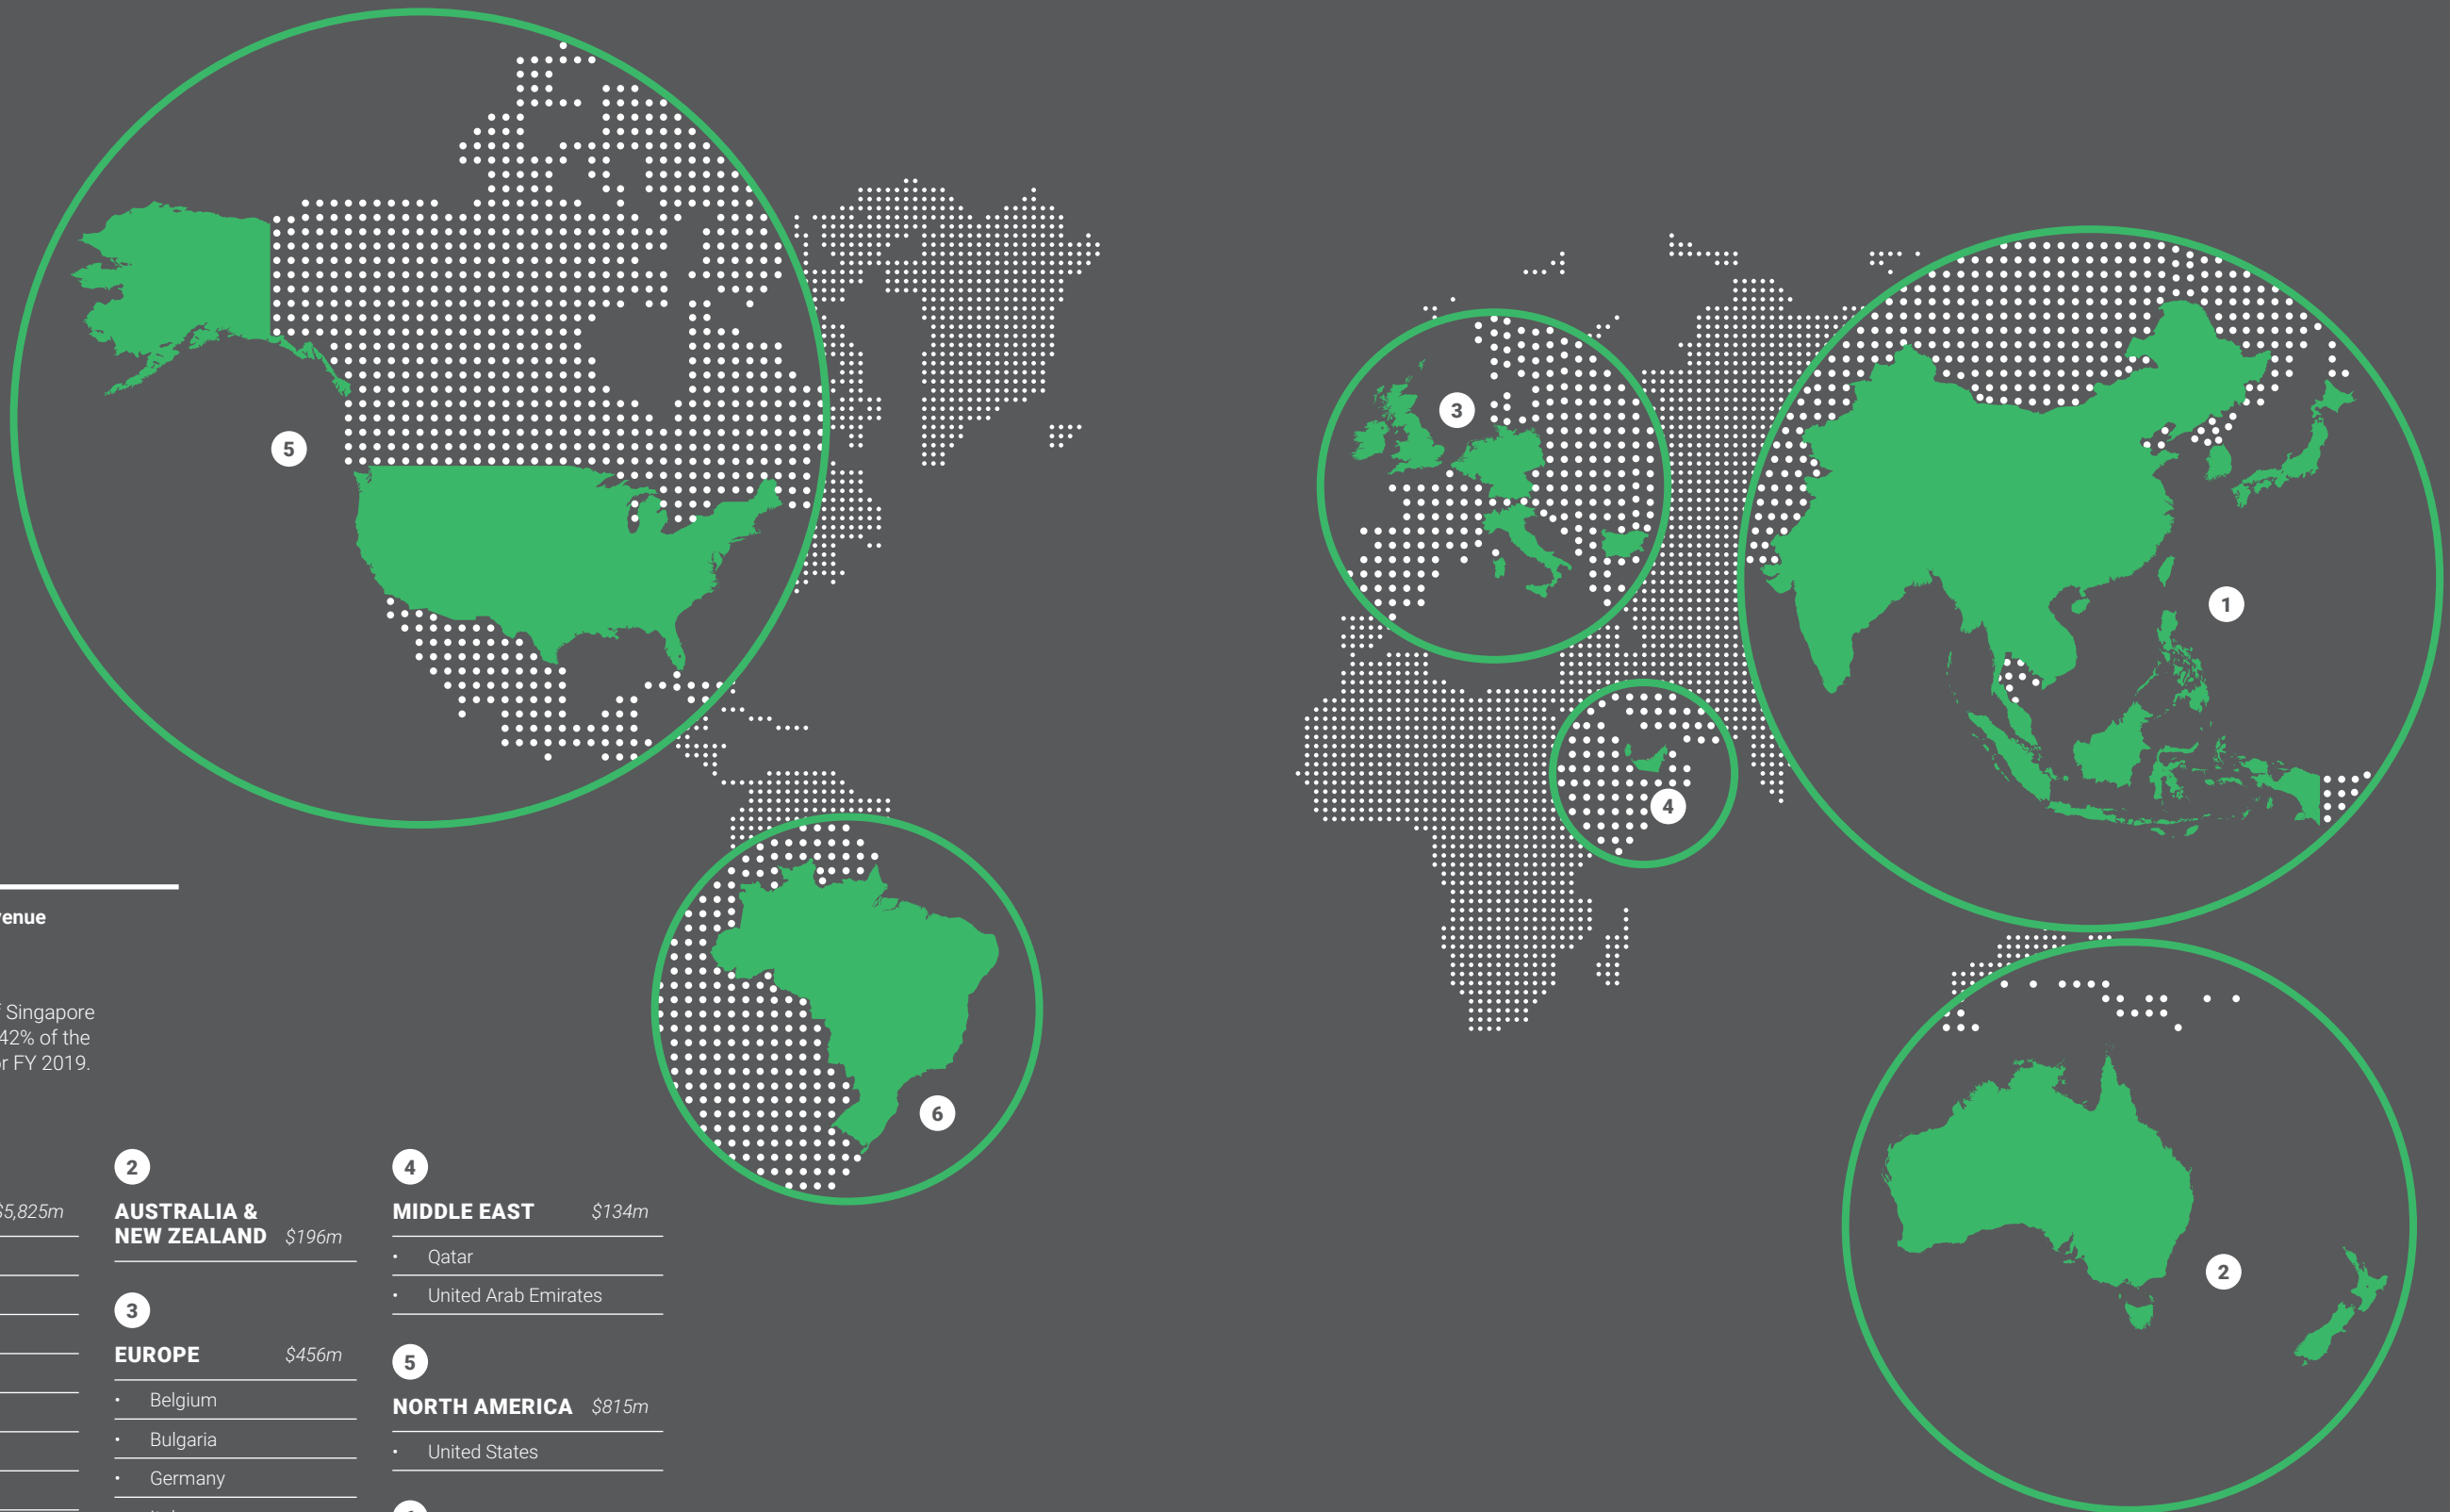 5
3
1
4
6
2
enue
Singapore
42% of the
r FY 2019.
$5,825m
2
AUSTRALIA &
NEW ZEALAND $196m
3
EUROPE $456m
• Belgium
• Bulgaria
• Germany
4
MIDDLE EAST $134m
• Qatar
• United Arab Emirates
5
NORTH AMERICA $815m
• United States